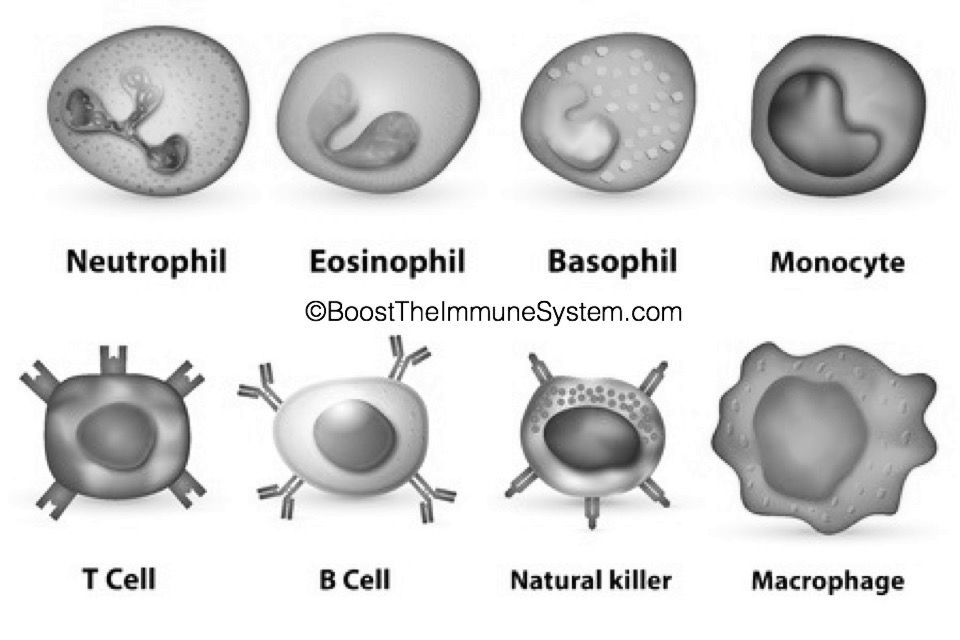 Neutrophil Eosinophil Basophil Monocyte
©BoostTheImmuneSystem.com
T Cell B Cell Natural killer Macrophage